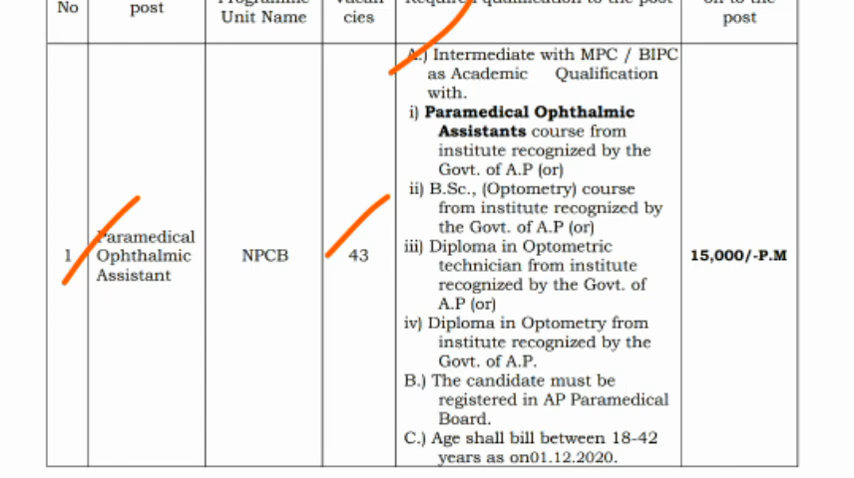 No
post
Programme
Unit Name
Vacan
cies
Required qualification to the post
on to the
post
1
Paramedical
Ophthalmic
Assistant
NPCB
43
A.) Intermediate with MPC / BIPC
as Academic Qualification
with.
i) Paramedical Ophthalmic
Assistants course from
institute recognized by the
Govt. of A.P (or)
ii) B.Sc., (Optometry) course
from institute recognized by
the Govt. of A.P (or)
iii) Diploma in Optometric
technician from institute
recognized by the Govt. of
A.P (or)
iv) Diploma in Optometry from
institute recognized by the
Govt. of A.P.
B.) The candidate must be
registered in AP Paramedical
Board.
C.) Age shall bill between 18-42
years as on01.12.2020.
15,000/-P.M